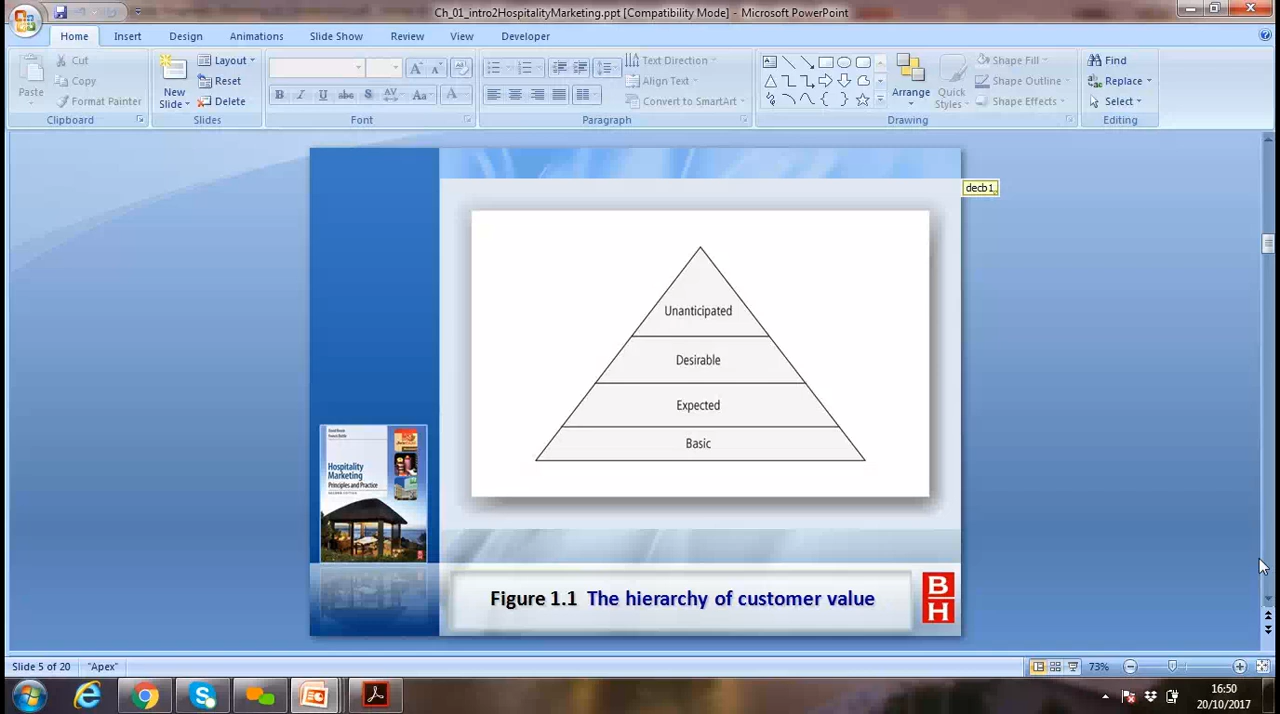 Ch_01_intro2HospitalityMarketing.ppt [Compatibility Mode] - Microsoft PowerPoint
Home Insert Design Animations Slide Show Review View Developer
Paste
Cut
Copy
Format Painter
Clipboard
New
Slide
Layout
Reset
Delete
Slides
B I U abc S AV Aa A
Font
Text Direction
Align Text
Convert to SmartArt
Paragraph
Arrange
Quick
Styles
Shape Fill
Shape Outline
Shape Effects
Drawing
Find
Replace
Select
Editing
decb1
Unanticipated
Desirable
Expected
Basic
Hospitality
Marketing
Principles and Practice
Figure 1.1 The hierarchy of customer value
B
H
Slide 5 of 20 "Apex" 73%
16:50
20/10/2017